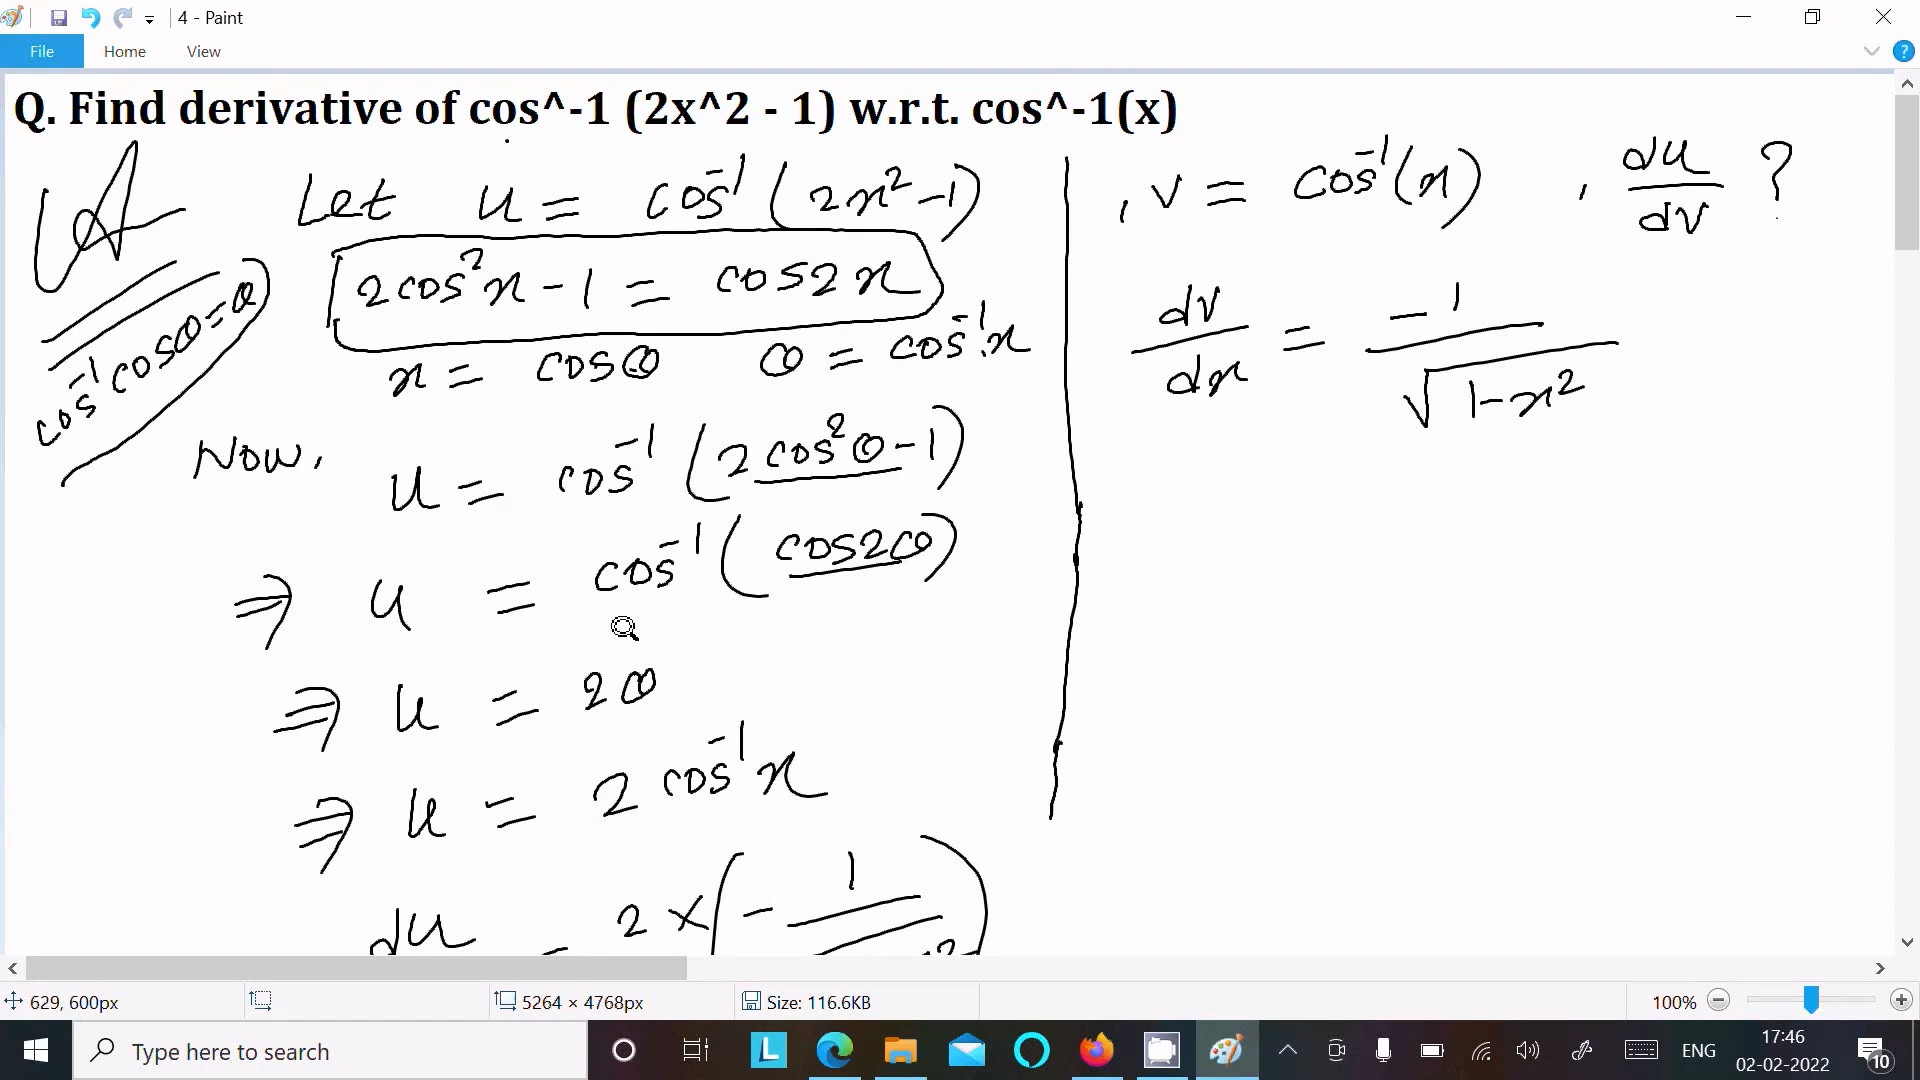 4 - Paint
File Home View
Q. Find derivative of cos^-1 (2x^2 - 1) w.r.t. cos^-1(x)
A
Let u = cos⁻¹(2x²-1)
, v = cos⁻¹(x) , du/dv ?
2cos²x - 1 = cos2x
cos⁻¹cosθ=θ
x = cosθ θ = cos⁻¹x
dv/dx = -1/√1-x²
Now, u = cos⁻¹(2cos²θ-1)
⇒ u = cos⁻¹(cos2θ)
⇒ u = 2θ
⇒ u = 2cos⁻¹x
du = 2×(-1
2)
629, 600px 5264 × 4768px Size: 116.6KB 100%
Type here to search
L
ENG
17:46
02-02-2022
10